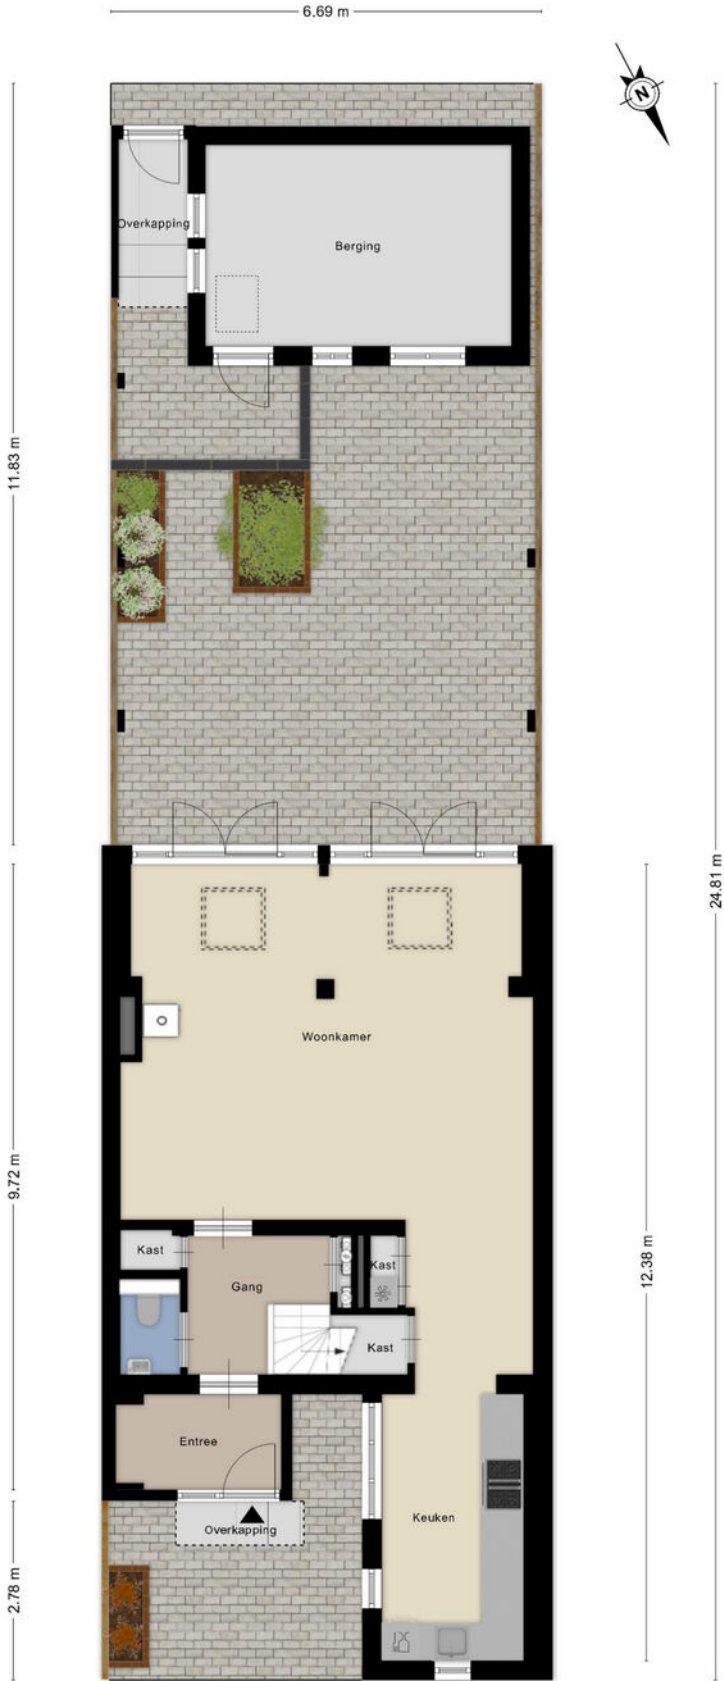 6.69 m
N
Overkapping
Berging
11.83 m
24.81 m
Woonkamer
9.72 m
12.38 m
Kast
Gang
Kast
Kast
Entree
Keuken
Overkapping
2.78 m